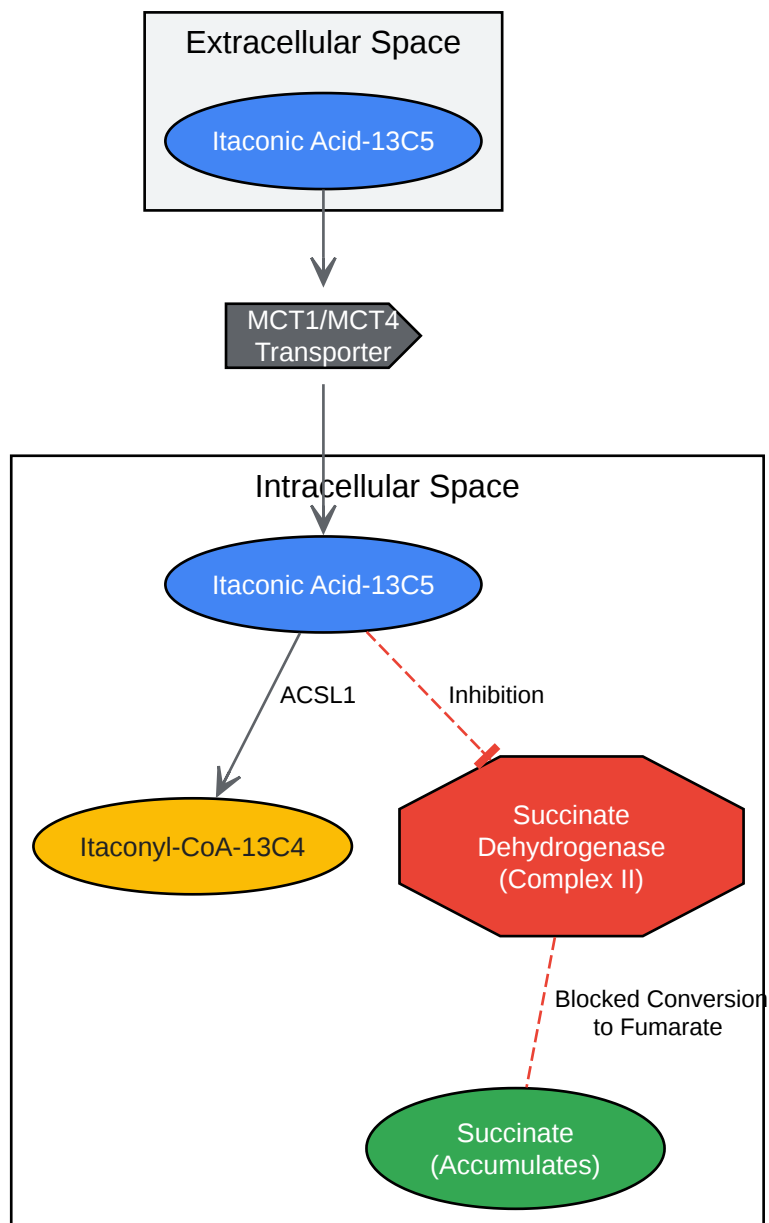 Extracellular Space
Itaconic Acid-13C5
MCT1/MCT4
Transporter
Intracellular Space
Itaconic Acid-13C5
ACSL1
Inhibition
Itaconyl-CoA-13C4
Succinate
Dehydrogenase
(Complex II)
Blocked Conversion
to Fumarate
Succinate
(Accumulates)